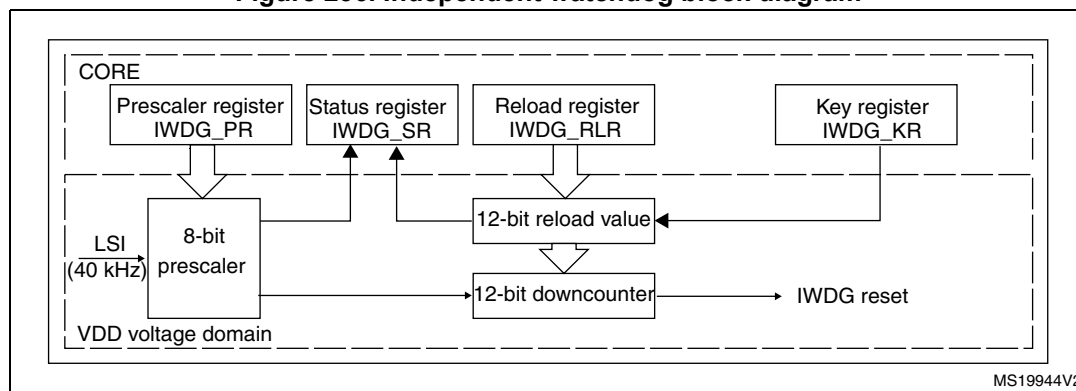 Figure 200. Independent watchdog block diagram
CORE
Prescaler register
IWDG_PR
Status register
IWDG_SR
Reload register
IWDG_RLR
Key register
IWDG_KR
8-bit
prescaler
12-bit reload value
LSI
(40 kHz)
12-bit downcounter
IWDG reset
VDD voltage domain
MS19944V2